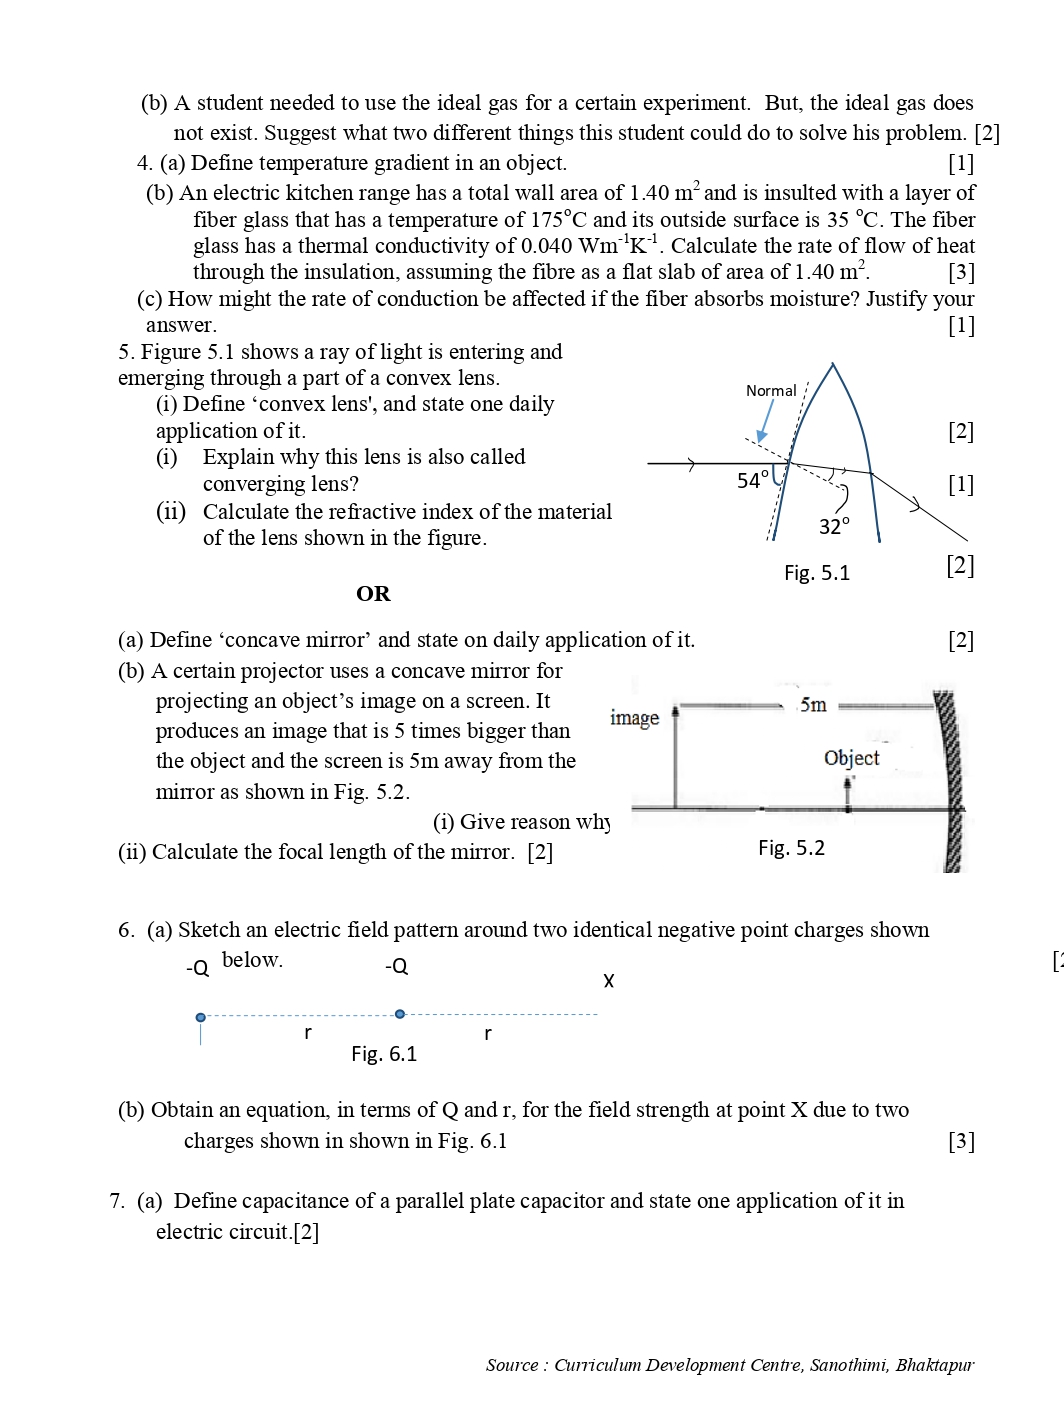 (b) A student needed to use the ideal gas for a certain experiment.  But, the ideal gas does
not exist. Suggest what two different things this student could do to solve his problem. [2]
4. (a) Define temperature gradient in an object. [1]
(b) An electric kitchen range has a total wall area of 1.40 m² and is insulted with a layer of
fiber glass that has a temperature of 175°C and its outside surface is 35 °C. The fiber
glass has a thermal conductivity of 0.040 Wm⁻¹K⁻¹. Calculate the rate of flow of heat
through the insulation, assuming the fibre as a flat slab of area of 1.40 m². [3]
(c) How might the rate of conduction be affected if the fiber absorbs moisture? Justify your
answer. [1]
5. Figure 5.1 shows a ray of light is entering and
emerging through a part of a convex lens.
(i) Define ‘convex lens', and state one daily
application of it. [2]
(i) Explain why this lens is also called
converging lens? [1]
(ii) Calculate the refractive index of the material
of the lens shown in the figure. [2]
Normal
54°
32°
Fig. 5.1
OR
(a) Define ‘concave mirror’ and state on daily application of it. [2]
(b) A certain projector uses a concave mirror for
projecting an object’s image on a screen. It
produces an image that is 5 times bigger than
the object and the screen is 5m away from the
mirror as shown in Fig. 5.2.
(i) Give reason why
(ii) Calculate the focal length of the mirror. [2]
image
5m
Object
Fig. 5.2
6. (a) Sketch an electric field pattern around two identical negative point charges shown
below. [2
-Q
-Q
X
r
r
Fig. 6.1
(b) Obtain an equation, in terms of Q and r, for the field strength at point X due to two
charges shown in shown in Fig. 6.1 [3]
7. (a) Define capacitance of a parallel plate capacitor and state one application of it in
electric circuit.[2]
Source : Curriculum Development Centre, Sanothimi, Bhaktapur